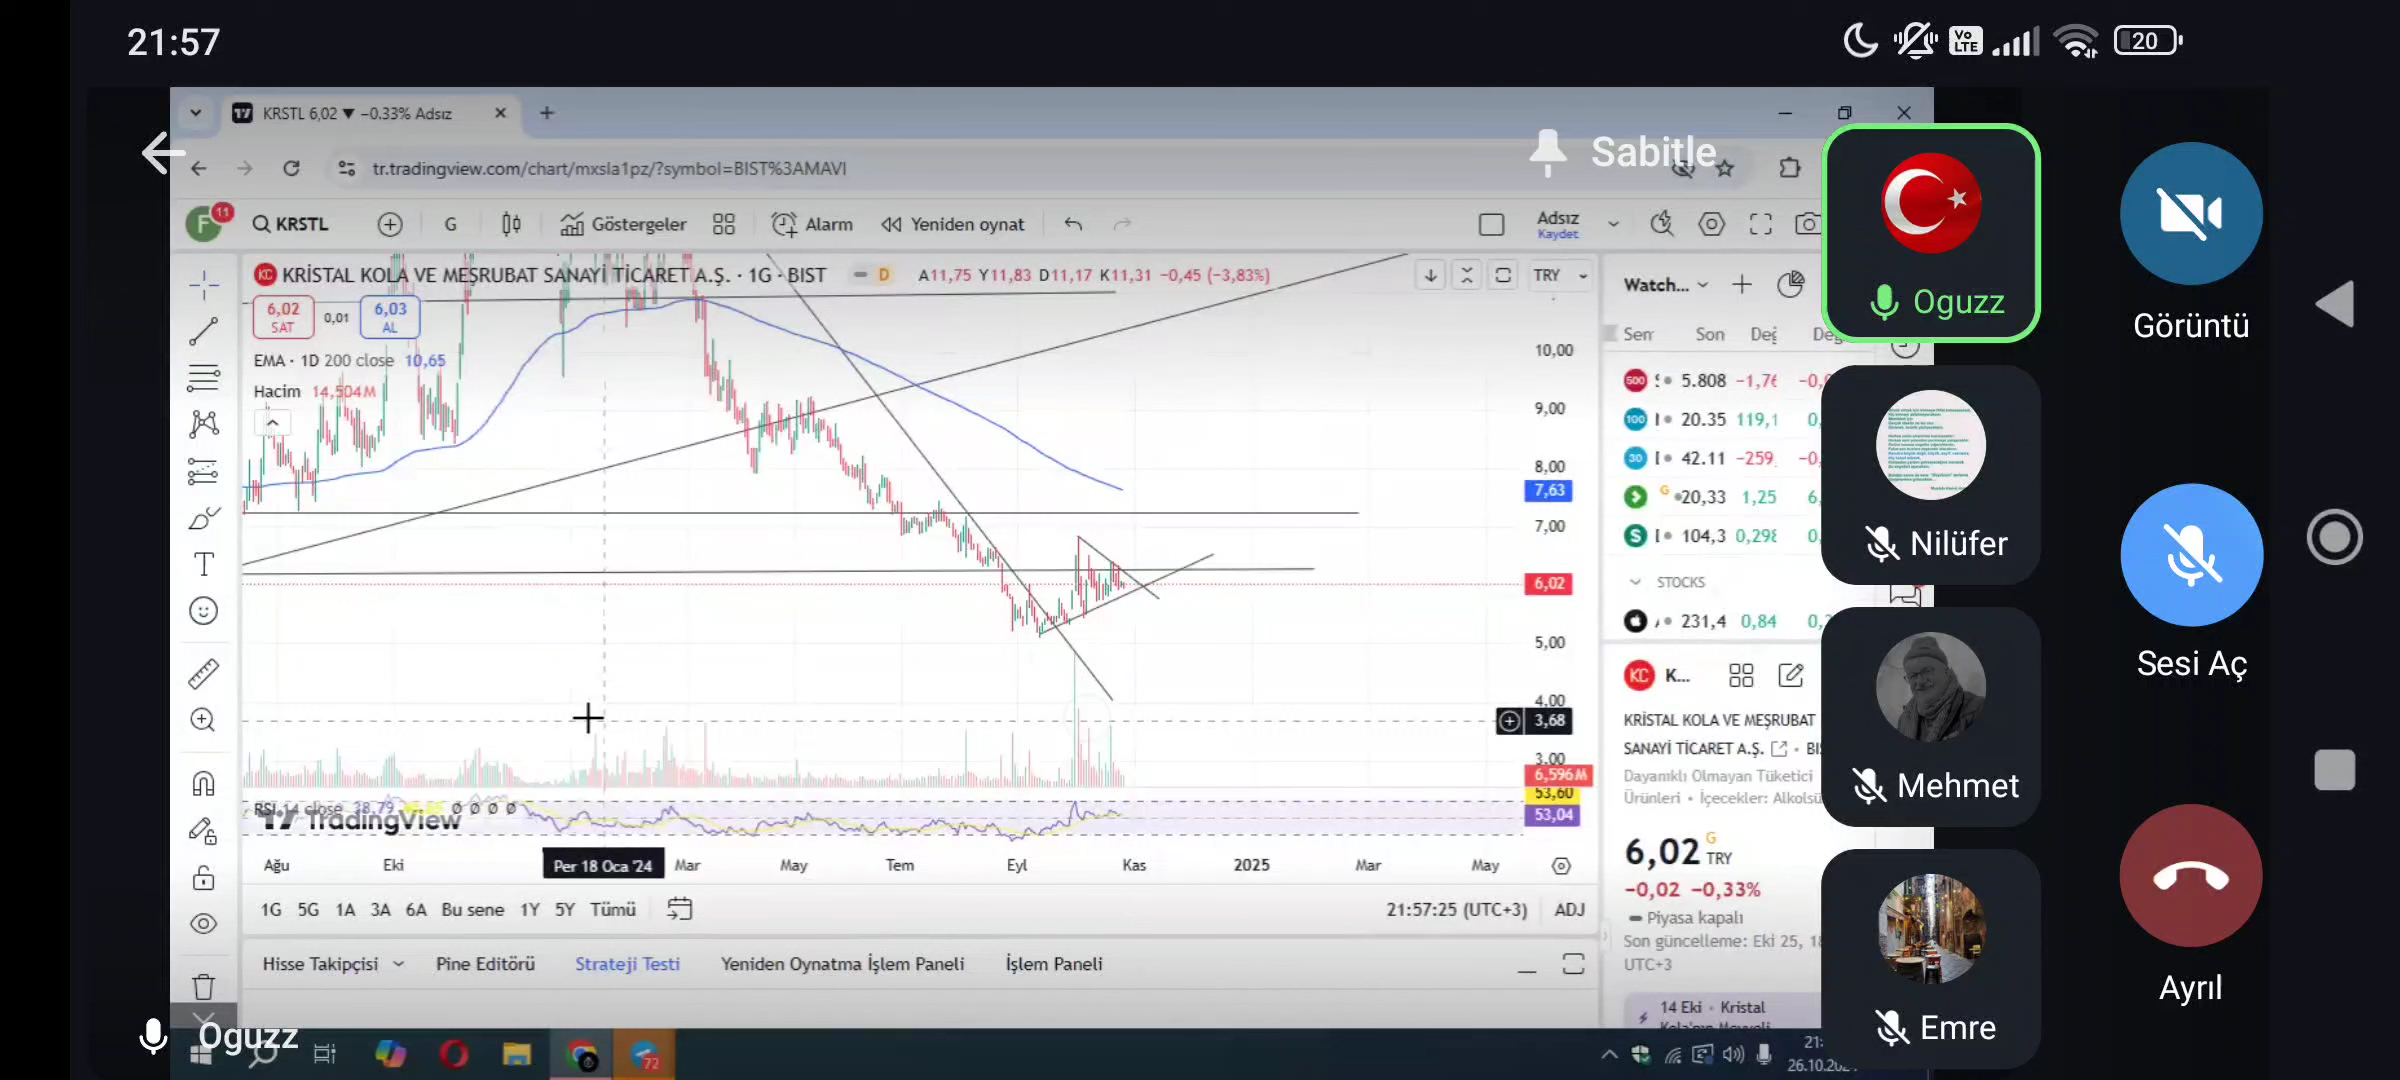 21:57
Vo LTE
20
KRSTL 6,02 ▼ −0.33% Adsız
Sabitle
tr.tradingview.com/chart/mxsla1pz/?symbol=BIST%3AMAVI
F
11
KRSTL
G
Göstergeler
Alarm
Yeniden oynat
Adsız
Kaydet
KRİSTAL KOLA VE MEŞRUBAT SANAYİ TİCARET A.Ş. · 1G · BIST
D
A11,75 Y11,83 D11,17 K11,31 −0,45 (−3,83%)
TRY
6,02
SAT
0,01
6,03
AL
EMA · 1D 200 close 10,65
Hacim 14,504M
10,00
9,00
8,00
7,63
7,00
6,02
5,00
4,00
3,68
3,00
6,596M
53,60
53,04
RSI 14 close 38,79 Ø Ø Ø Ø
TradingView
Ağu
Eki
Per 18 Oca '24
Mar
May
Tem
Eyl
Kas
2025
Mar
May
1G 5G 1A 3A 6A Bu sene 1Y 5Y Tümü
21:57:25 (UTC+3)
ADJ
Hisse Takipçisi
Pine Editörü
Strateji Testi
Yeniden Oynatma İşlem Paneli
İşlem Paneli
Watch...
Son
500 5.808 −1,76
100 20.35 119,1
30 42.11 −259
G 20,33 1,25
S 104,3 0,298
STOCKS
231,4 0,84
KC K...
KRİSTAL KOLA VE MEŞRUBAT
SANAYİ TİCARET A.Ş.
Dayanıklı Olmayan Tüketici
Ürünleri • İçecekler: Alkolsü
6,02 G TRY
−0,02 −0,33%
Piyasa kapalı
Son güncelleme: Eki 25, 18
UTC+3
14 Eki · Kristal
72
Oguzz
Oguzz
Nilüfer
Mehmet
Emre
Görüntü
Sesi Aç
Ayrıl